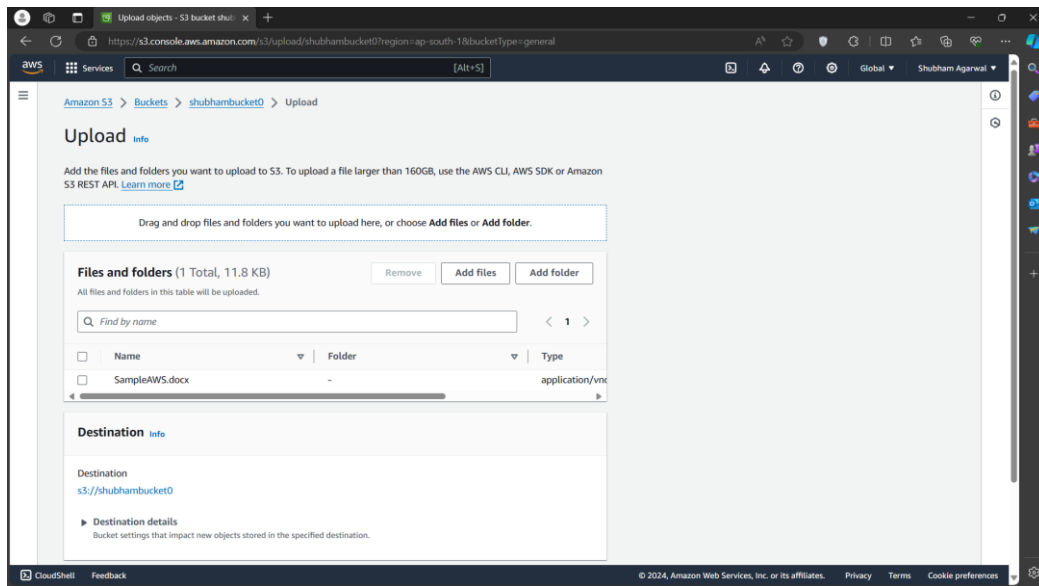 Upload objects - S3 bucket shub
https://s3.console.aws.amazon.com/s3/upload/shubhambucket0?region=ap-south-1&bucketType=general
aws Services Search [Alt+S] Global Shubham Agarwal
Amazon S3 > Buckets > shubhambucket0 > Upload
Upload Info
Add the files and folders you want to upload to S3. To upload a file larger than 160GB, use the AWS CLI, AWS SDK or Amazon
S3 REST API. Learn more
Drag and drop files and folders you want to upload here, or choose Add files or Add folder.
Files and folders (1 Total, 11.8 KB) Remove Add files Add folder
All files and folders in this table will be uploaded.
Find by name < 1 >
Name Folder Type
SampleAWS.docx - application/vnd
Destination Info
Destination
s3://shubhambucket0
Destination details
Bucket settings that impact new objects stored in the specified destination.
CloudShell Feedback © 2024, Amazon Web Services, Inc. or its affiliates. Privacy Terms Cookie preferences